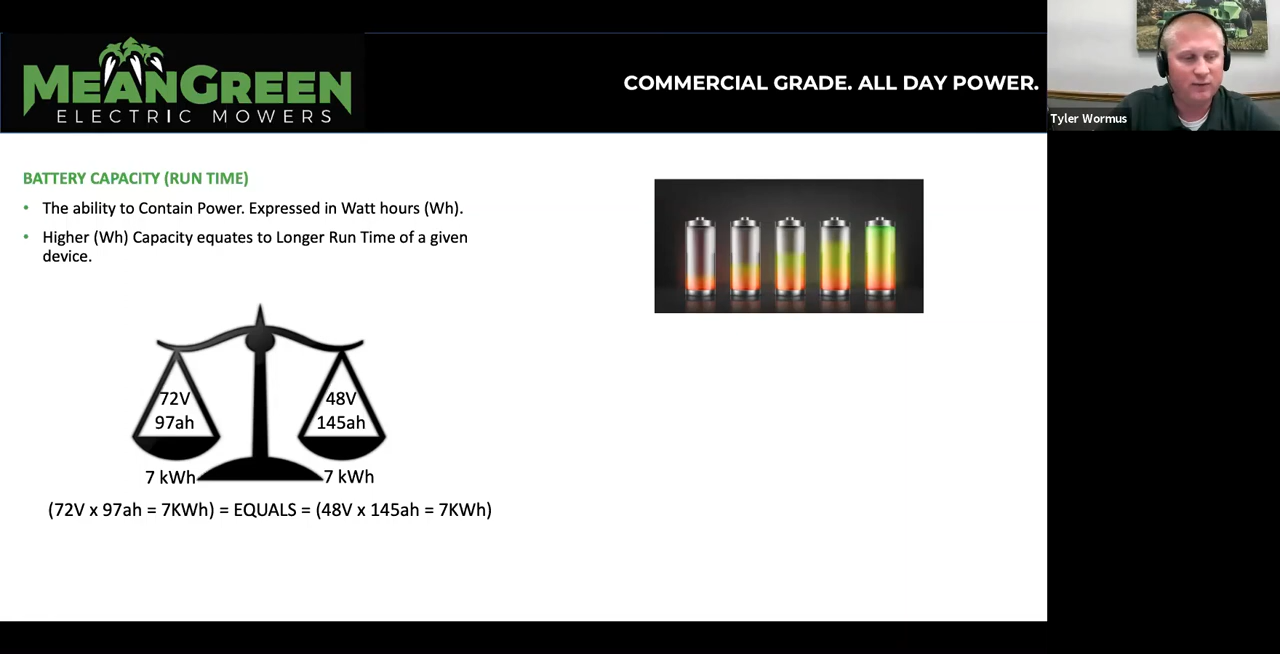 MEANGREEN
ELECTRIC MOWERS
COMMERCIAL GRADE. ALL DAY POWER.
Tyler Wormus
BATTERY CAPACITY (RUN TIME)
• The ability to Contain Power. Expressed in Watt hours (Wh).
• Higher (Wh) Capacity equates to Longer Run Time of a given
device.
72V
97ah
7 kWh
48V
145ah
7 kWh
(72V x 97ah = 7KWh) = EQUALS = (48V x 145ah = 7KWh)